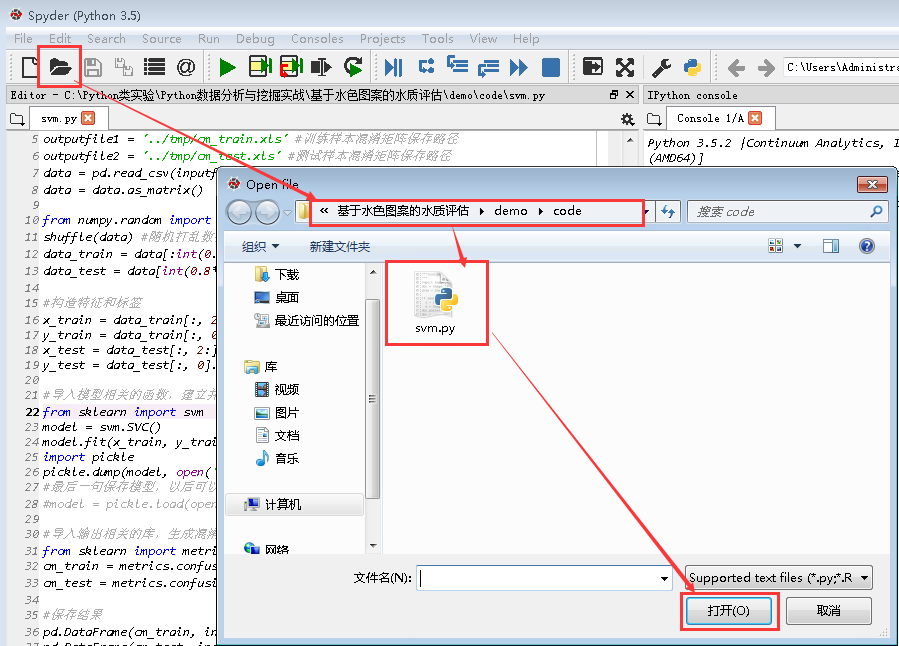 Spyder (Python 3.5)
File Edit Search Source Run Debug Consoles Projects Tools View Help
C:\Users\Administra
Editor - C:\Python类实验\Python数据分析与挖掘实战\基于水色图案的水质评估\demo\code\svm.py
IPython console
svm.py
Console 1/A
5 outputfile1 = '../tmp/cm_train.xls' #训练样本混淆矩阵保存路径
6 outputfile2 = '../tmp/cm_test.xls' #测试样本混淆矩阵保存路径
7 data = pd.read_csv(inputf
8 data = data.as_matrix()
9
10 from numpy.random import
11 shuffle(data) #随机打乱数
12 data_train = data[:int(0.
13 data_test = data[int(0.8*
14
15 #构造特征和标签
16 x_train = data_train[:, 2
17 y_train = data_train[:, 0
18 x_test = data_test[:, 2:]
19 y_test = data_test[:, 0].
20
21 #导入模型相关的函数，建立并
22 from sklearn import svm
23 model = svm.SVC()
24 model.fit(x_train, y_trai
25 import pickle
26 pickle.dump(model, open('
27 #最后一句保存模型，以后可以
28 #model = pickle.load(open
29
30 #导入输出相关的库，生成混淆
31 from sklearn import metri
32 cm_train = metrics.confus
33 cm_test = metrics.confusi
34
35 #保存结果
36 pd.DataFrame(cm_train, in
37 pd.DataFrame(cm_test, ind
Python 3.5.2 |Continuum Analytics, I
(AMD64)]
Open file
« 基于水色图案的水质评估 demo code
搜索 code
组织 新建文件夹
下载
桌面
最近访问的位置
库
视频
图片
文档
音乐
计算机
网络
svm.py
文件名(N):
Supported text files (*.py;*.R
打开(O)
取消